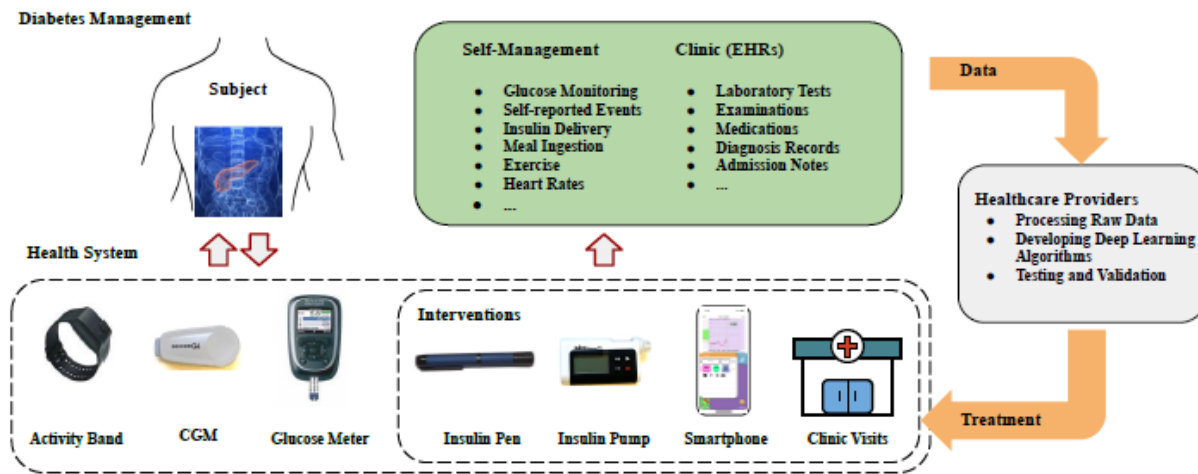 Diabetes Management
Subject
Self-Management
● Glucose Monitoring
● Self-reported Events
● Insulin Delivery
● Meal Ingestion
● Exercise
● Heart Rates
● ...
Clinic (EHRs)
● Laboratory Tests
● Examinations
● Medications
● Diagnosis Records
● Admission Notes
● ...
Data
Healthcare Providers
● Processing Raw Data
● Developing Deep Learning
Algorithms
● Testing and Validation
Health System
Interventions
Activity Band
CGM
Glucose Meter
Insulin Pen
Insulin Pump
Smartphone
Clinic Visits
Treatment